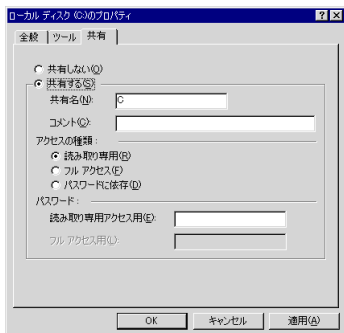 ローカル ディスク (C:)のプロパティ
全般 ツール 共有
共有しない(O)
共有する(S)
共有名(N): C
コメント(C):
アクセスの種類:
読み取り専用(R)
フル アクセス(F)
パスワードに依存(D)
パスワード:
読み取り専用アクセス用(E):
フル アクセス用(L):
OK キャンセル 適用(A)